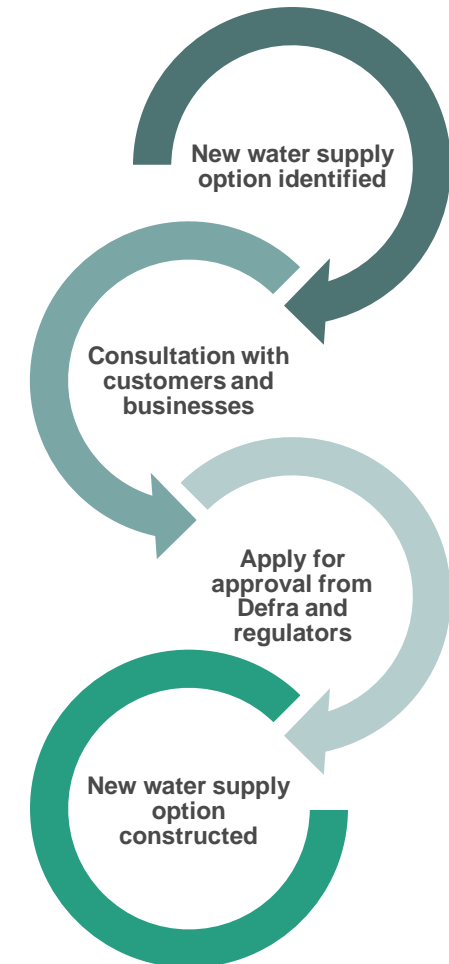 New water supply
option identified
Consultation with
customers and
businesses
Apply for
approval from
Defra and
regulators
New water supply
option
constructed